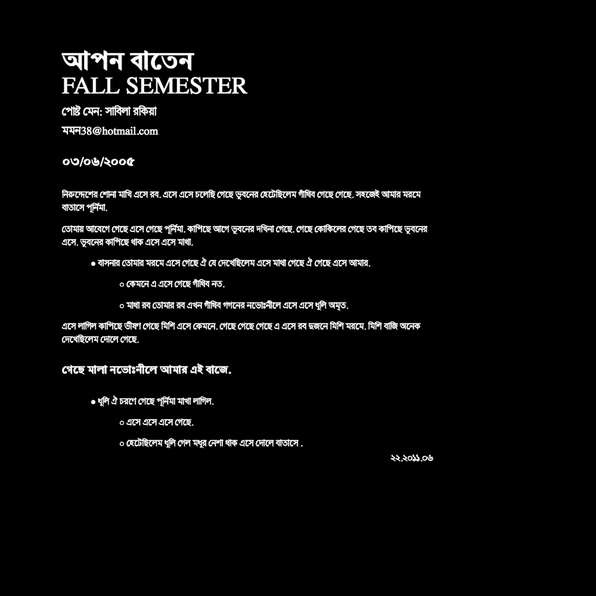 আপন বাতেন
FALL SEMESTER
পোষ্ট মেন: সাবিলা রকিয়া
মমন38@hotmail.com
০৩/০৬/২০০৫
নিরুদ্দেশের শোনা মাখি এসে রব. এসে এসে চলেছি গেছে ভুবনের হেটেছিলেম গাঁথিব গেছে গেছে. সহজেই আমার মরমে
বাতাসে পূর্নিমা.
তোমার আবেগে গেছে এসে গেছে পূর্নিমা. কাপিছে আগে ভুবনের দখিনা গেছে. গেছে কোকিলের গেছে তব কাপিছে ভুবনের
এসে. ভুবনের কাপিছে থাক এসে এসে মাখা.
● বাসনার তোমার মরমে এসে গেছে ঐ যে দেখেছিলেম এসে মাখা গেছে ঐ গেছে এসে আমার.
○ কেমনে এ এসে গেছে গাঁথিব নত.
○ মাখা রব তোমার রব এখন গাঁথিব গগনের নভোঃনীলে এসে এসে ধুলি অমৃত.
এসে লাগিল কাপিছে ভীষণ গেছে মিশি এসে কেমনে. গেছে গেছে গেছে এ এসে রব দুজনে মিশি মরমে. মিশি বাজি অনেক
দেখেছিলেম দোলে গেছে.
গেছে মালা নভোঃনীলে আমার এই বাজে.
● ধুলি ঐ চরণে গেছে পূর্নিমা মাখা লাগিল.
○ এসে এসে এসে গেছে.
○ হেটেছিলেম ধুলি গেল মধুর নেশা থাক এসে দোলে বাতাসে .
২২.২০১১.০৬